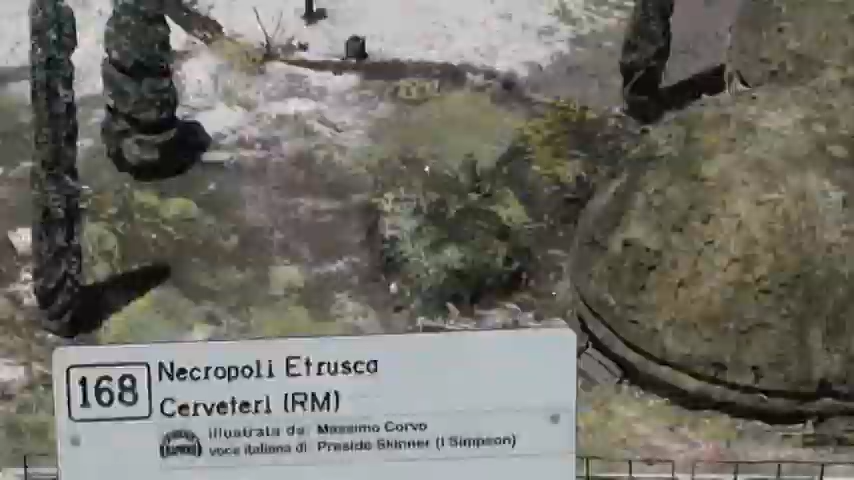 168
Necropoli Etrusca
Cerveteri (RM)
illustrata da: Massimo Corvo
voce italiana di: Preside Skinner (I Simpson)